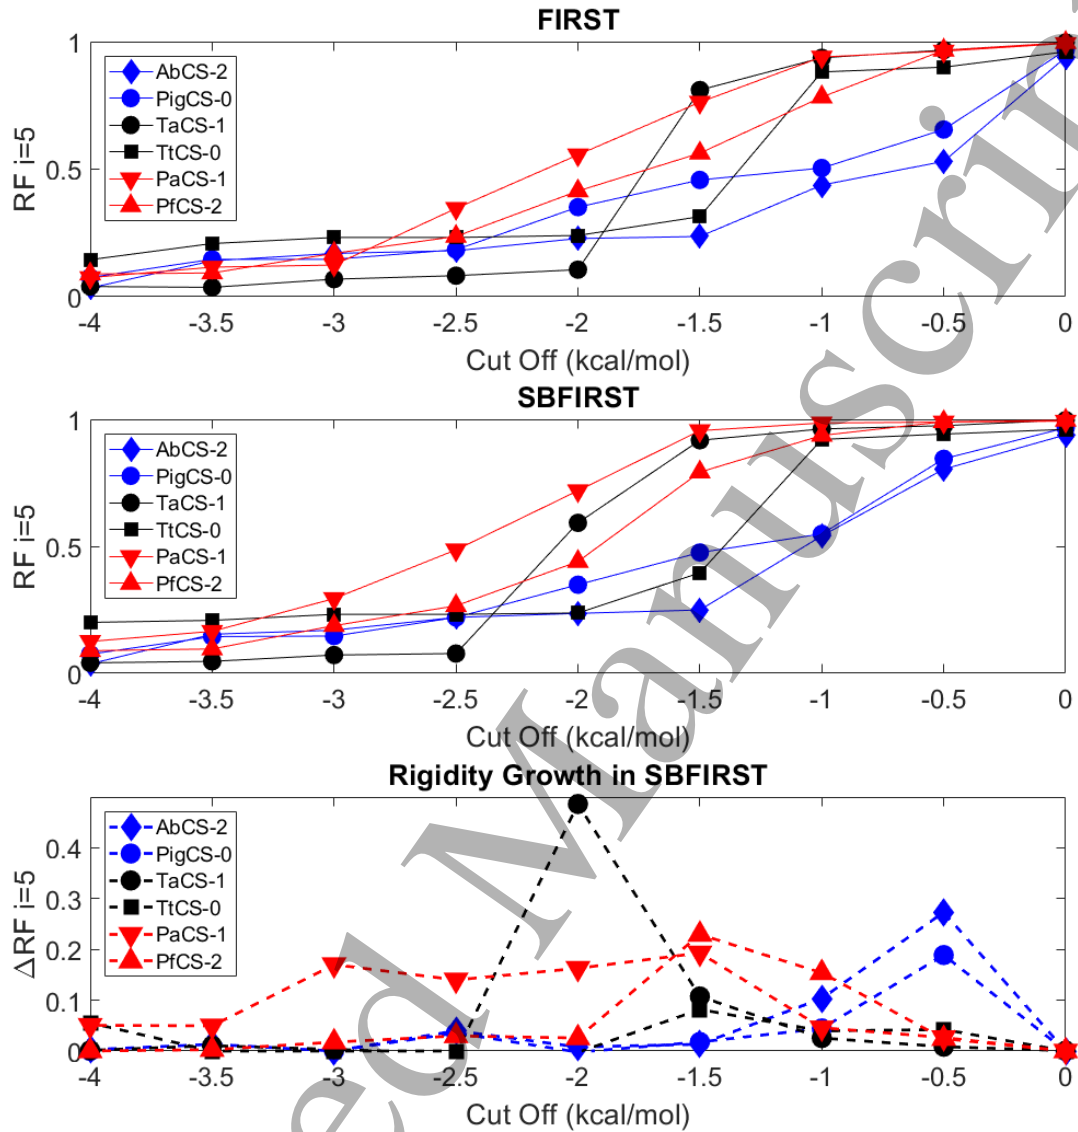 FIRST
1
0.5
0
RF i=5
AbCS-2
PigCS-0
TaCS-1
TtCS-0
PaCS-1
PfCS-2
-4 -3.5 -3 -2.5 -2 -1.5 -1 -0.5 0
Cut Off (kcal/mol)
SBFIRST
1
0.5
0
RF i=5
AbCS-2
PigCS-0
TaCS-1
TtCS-0
PaCS-1
PfCS-2
-4 -3.5 -3 -2.5 -2 -1.5 -1 -0.5 0
Cut Off (kcal/mol)
Rigidity Growth in SBFIRST
0.4
0.3
0.2
0.1
0
ΔRF i=5
AbCS-2
PigCS-0
TaCS-1
TtCS-0
PaCS-1
PfCS-2
-4 -3.5 -3 -2.5 -2 -1.5 -1 -0.5 0
Cut Off (kcal/mol)
ed Manuscrip